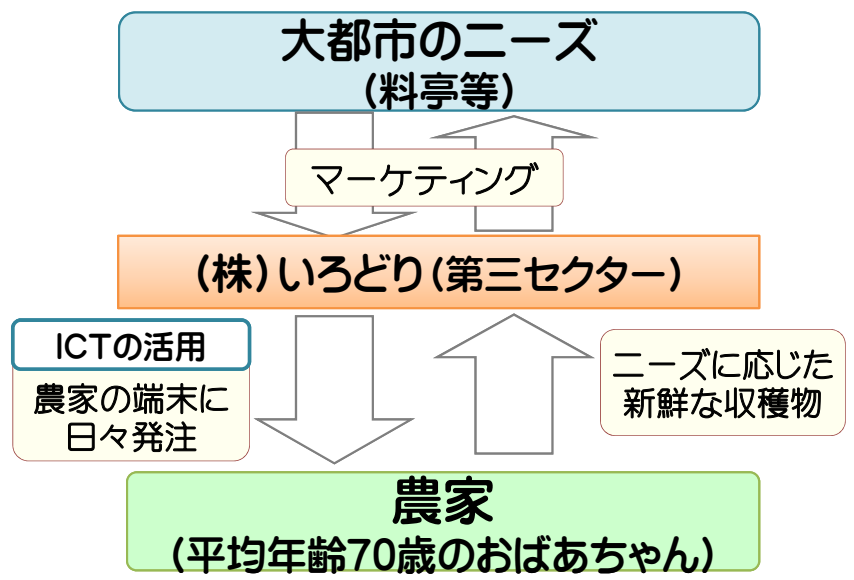 大都市のニーズ
(料亭等)
マーケティング
(株)いろどり(第三セクター)
ICTの活用
農家の端末に
日々発注
ニーズに応じた
新鮮な収穫物
農家
(平均年齢70歳のおばあちゃん)